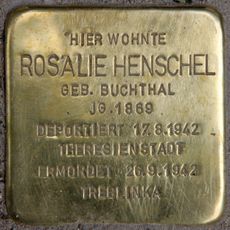 HIER WOHNTE
ROSALIE HENSCHEL
GEB. BUCHTHAL
JG. 1869
DEPORTIERT 17.8.1942
THERESIENSTADT
ERMORDET 26.9.1942
TREBLINKA